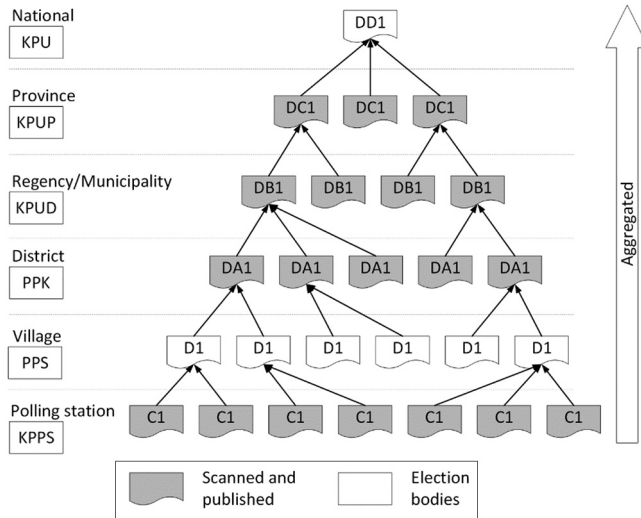 National
KPU
DD1
Province
KPUP
DC1 DC1 DC1
Regency/Municipality
KPUD
DB1 DB1 DB1 DB1
District
PPK
DA1 DA1 DA1 DA1 DA1
Village
PPS
D1 D1 D1 D1 D1 D1
Polling station
KPPS
C1 C1 C1 C1 C1 C1 C1
Aggregated
Scanned and
published
Election
bodies